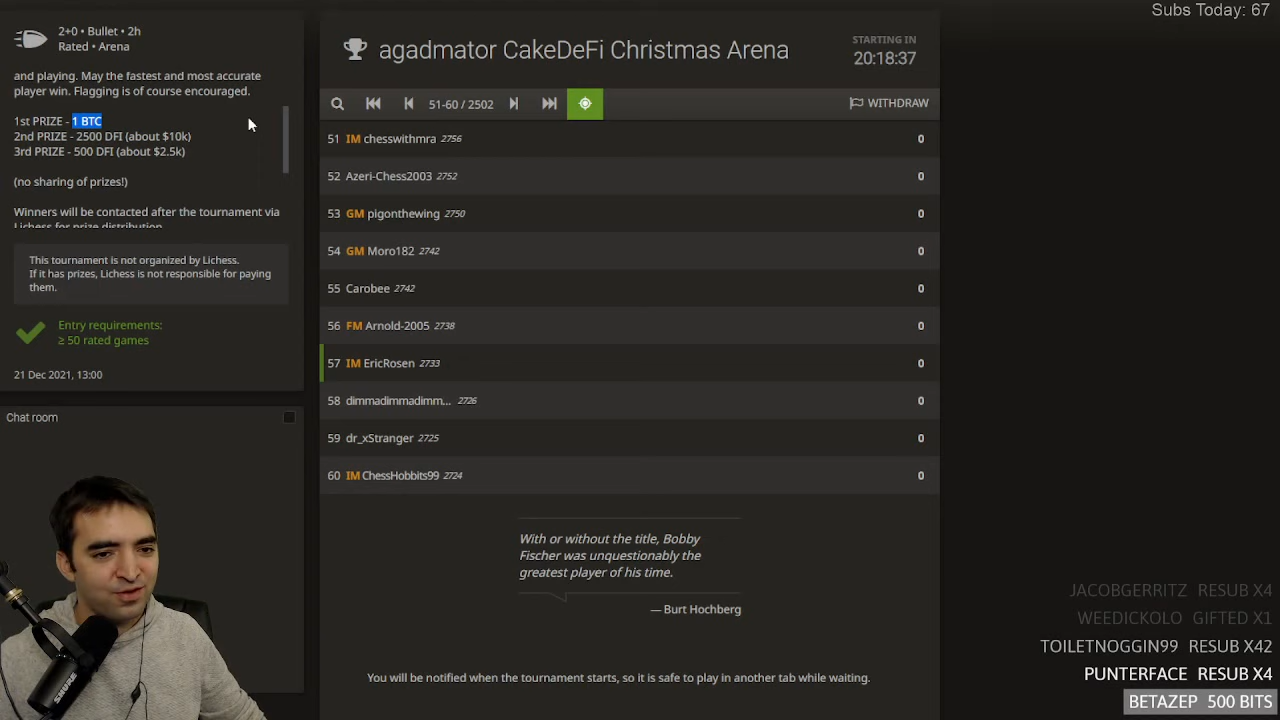 Subs Today: 67
2+0 • Bullet • 2h
Rated • Arena
and playing. May the fastest and most accurate
player win. Flagging is of course encouraged.
1st PRIZE - 1 BTC
2nd PRIZE - 2500 DFI (about $10k)
3rd PRIZE - 500 DFI (about $2.5k)
(no sharing of prizes!)
Winners will be contacted after the tournament via
Lichess for prize distribution
This tournament is not organized by Lichess.
If it has prizes, Lichess is not responsible for paying
them.
Entry requirements:
≥ 50 rated games
21 Dec 2021, 13:00
Chat room
agadmator CakeDeFi Christmas Arena
STARTING IN
20:18:37
51-60 / 2502
WITHDRAW
51 IM chesswithmra 2756 0
52 Azeri-Chess2003 2752 0
53 GM pigonthewing 2750 0
54 GM Moro182 2742 0
55 Carobee 2742 0
56 FM Arnold-2005 2738 0
57 IM EricRosen 2733 0
58 dimmadimmadimm... 2726 0
59 dr_xStranger 2725 0
60 IM ChessHobbits99 2724 0
With or without the title, Bobby
Fischer was unquestionably the
greatest player of his time.
— Burt Hochberg
You will be notified when the tournament starts, so it is safe to play in another tab while waiting.
JACOBGERRITZ RESUB X4
WEEDICKOLO GIFTED X1
TOILETNOGGIN99 RESUB X42
PUNTERFACE RESUB X4
BETAZEP 500 BITS
SHURE